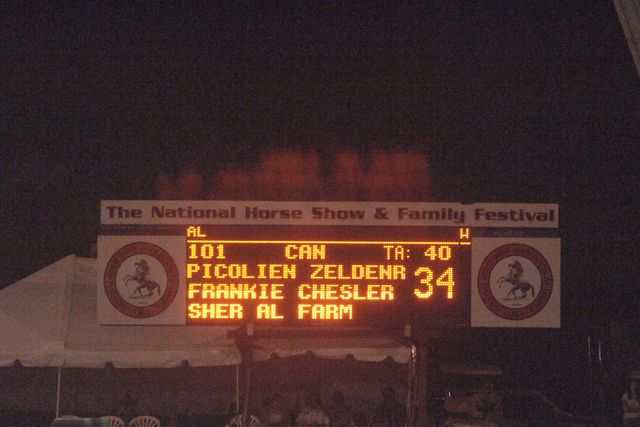 The National Horse Show & Family Festival
AL W
101 CAN TA: 40
PICOLIEN ZELDENR 34
FRANKIE CHESLER
SHER AL FARM